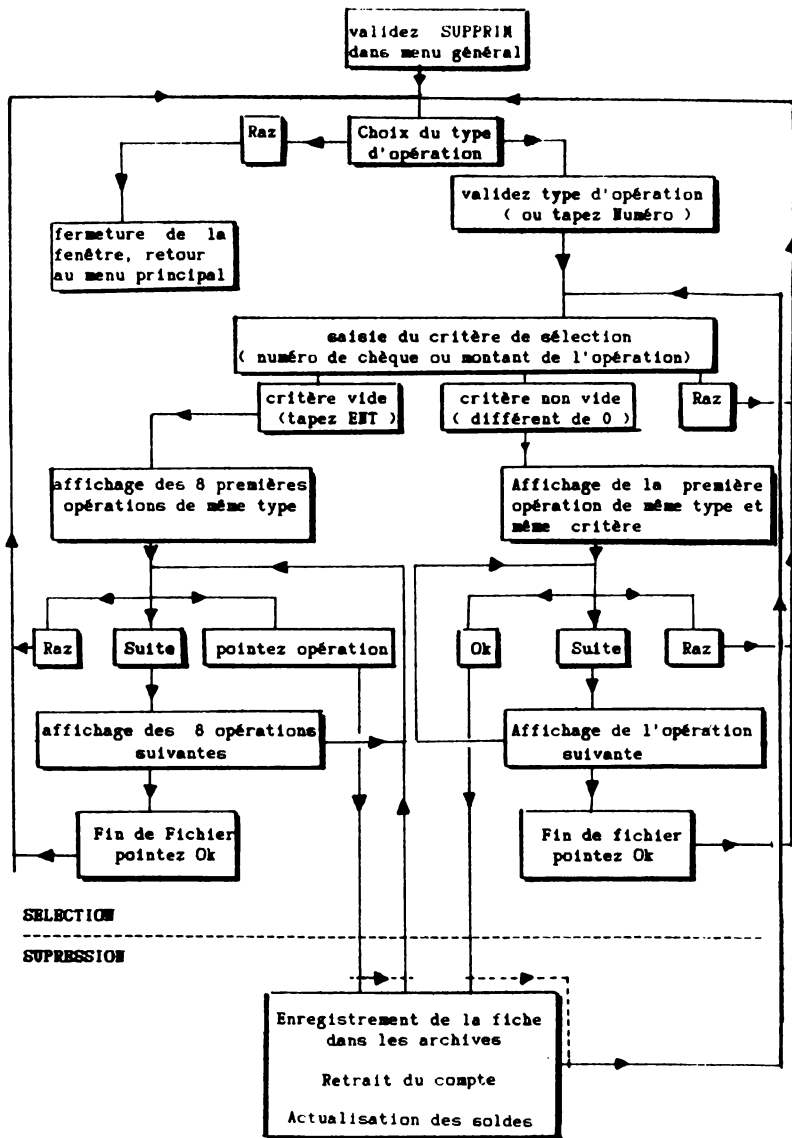 validez SUPPRIM
dans menu général
Raz
Choix du type
d'opération
validez type d'opération
( ou tapez Numéro )
fermeture de la
fenêtre, retour
au menu principal
saisie du critère de sélection
( numéro de chèque ou montant de l'opération)
critère vide
(tapez ENT )
critère non vide
( différent de 0 )
Raz
affichage des 8 premières
opérations de même type
Affichage de la première
opération de même type et
même critère
Raz
Suite
pointez opération
Ok
Suite
Raz
affichage des 8 opérations
suivantes
Affichage de l'opération
suivante
Fin de Fichier
pointez Ok
Fin de fichier
pointez Ok
SELECTION
SUPRESSION
Enregistrement de la fiche
dans les archives
Retrait du compte
Actualisation des soldes